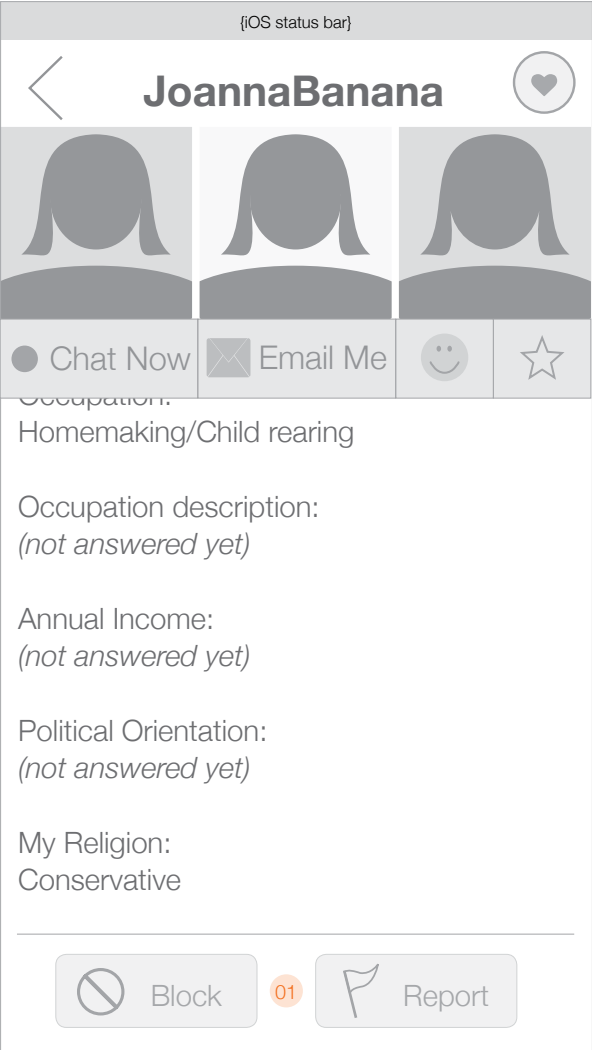 {iOS status bar}
JoannaBanana
Chat Now
Email Me
Occupation:
Homemaking/Child rearing
Occupation description:
(not answered yet)
Annual Income:
(not answered yet)
Political Orientation:
(not answered yet)
My Religion:
Conservative
Block
01
Report